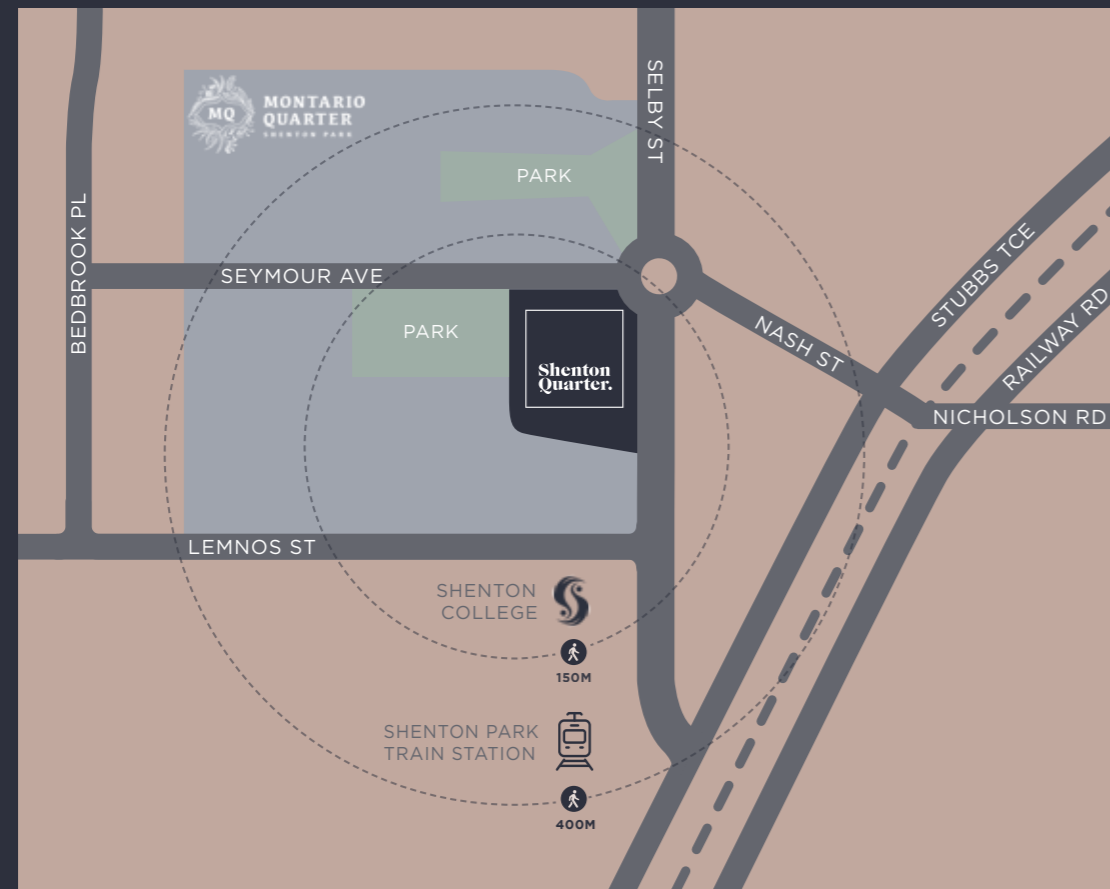 SELBY ST
MQ
MONTARIO
QUARTER
SHENTON PARK
PARK
BEDBROOK PL
SEYMOUR AVE
STUBBS TCE
RAILWAY RD
PARK
NASH ST
Shenton
Quarter.
NICHOLSON RD
LEMNOS ST
SHENTON
COLLEGE
150M
SHENTON PARK
TRAIN STATION
400M